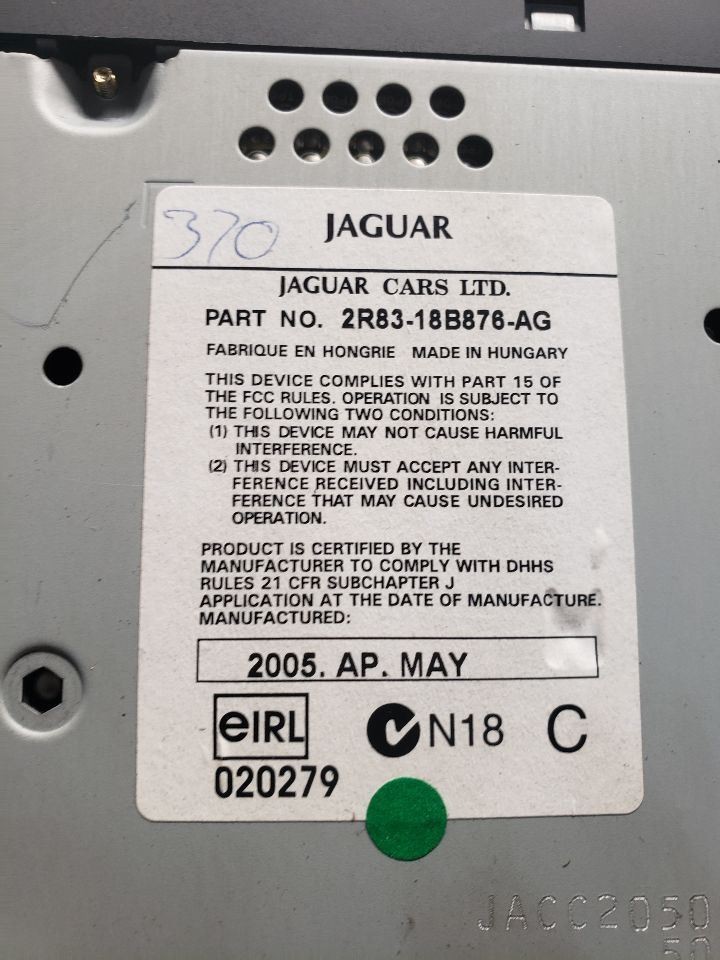 370
JAGUAR
JAGUAR CARS LTD.
PART NO. 2R83-18B876-AG
FABRIQUE EN HONGRIE MADE IN HUNGARY
THIS DEVICE COMPLIES WITH PART 15 OF
THE FCC RULES. OPERATION IS SUBJECT TO
THE FOLLOWING TWO CONDITIONS:
(1) THIS DEVICE MAY NOT CAUSE HARMFUL
INTERFERENCE.
(2) THIS DEVICE MUST ACCEPT ANY INTER-
FERENCE RECEIVED INCLUDING INTER-
FERENCE THAT MAY CAUSE UNDESIRED
OPERATION.
PRODUCT IS CERTIFIED BY THE
MANUFACTURER TO COMPLY WITH DHHS
RULES 21 CFR SUBCHAPTER J
APPLICATION AT THE DATE OF MANUFACTURE.
MANUFACTURED:
2005. AP. MAY
eIRL
N18 C
020279
JACC2050